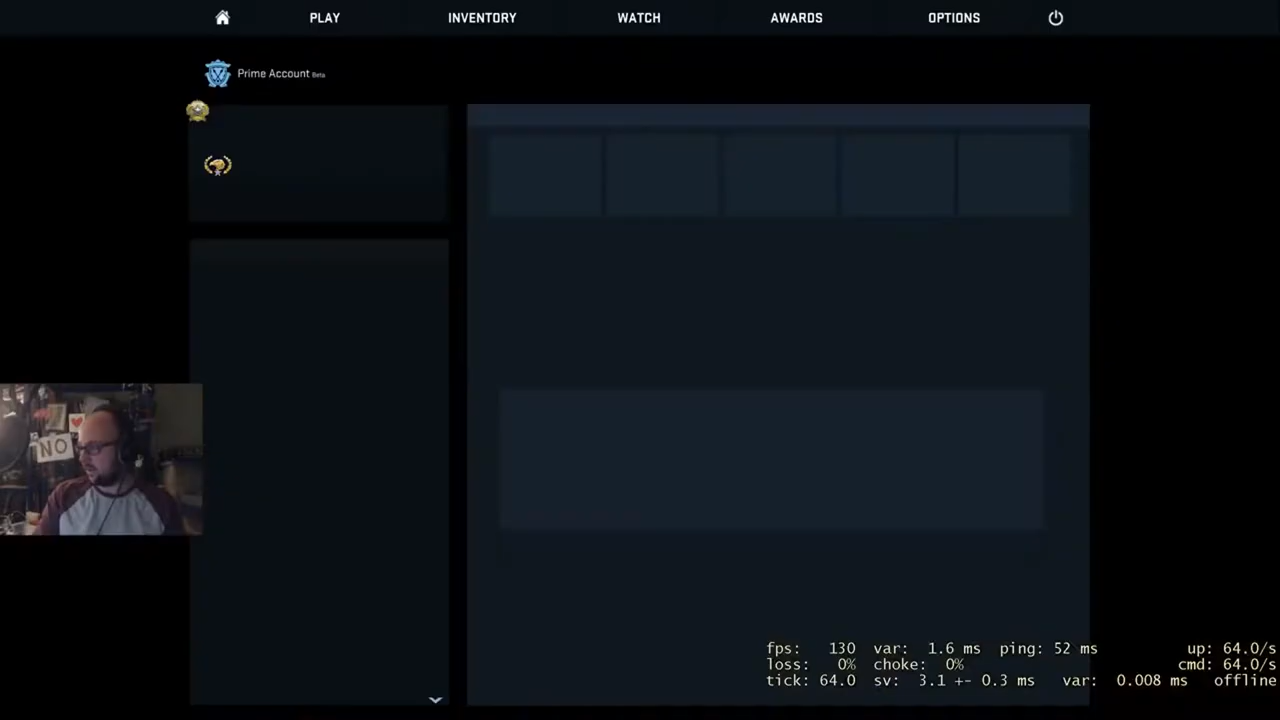 PLAY INVENTORY WATCH AWARDS OPTIONS
Prime Account Beta
NO
fps: 130 var: 1.6 ms ping: 52 ms up: 64.0/s
loss: 0% choke: 0% cmd: 64.0/s
tick: 64.0 sv: 3.1 +- 0.3 ms var: 0.008 ms offline